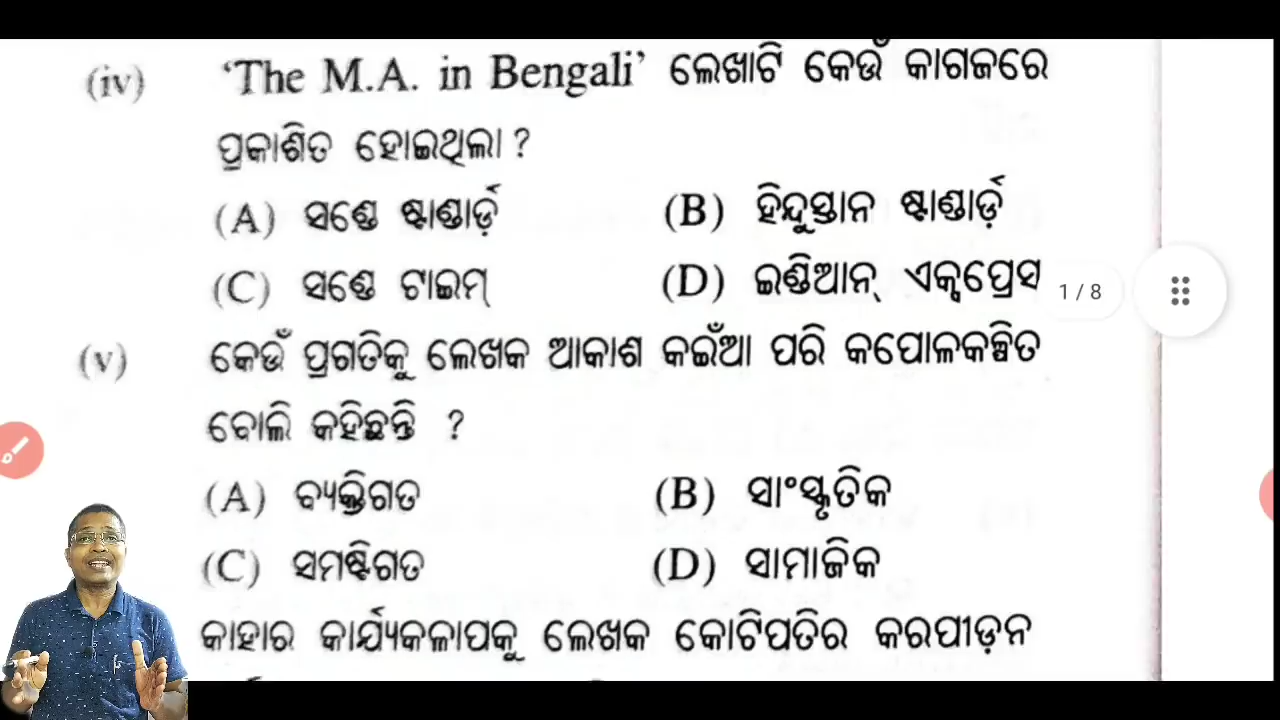 (iv) ‘The M.A. in Bengali’ ଲେଖାଟି କେଉଁ କାଗଜରେ
ପ୍ରକାଶିତ ହୋଇଥିଲା ?
(A) ସଣ୍ଡେ ଷ୍ଟାଣ୍ଡାର୍ଡ଼ (B) ହିନ୍ଦୁସ୍ତାନ ଷ୍ଟାଣ୍ଡାର୍ଡ଼
(C) ସଣ୍ଡେ ଟାଇମ୍ (D) ଇଣ୍ଡିଆନ୍ ଏକ୍ସପ୍ରେସ
1 / 8
(v) କେଉଁ ପ୍ରଗତିକୁ ଲେଖକ ଆକାଶ କଇଁଆ ପରି କପୋଳକଳ୍ପିତ
ବୋଲି କହିଛନ୍ତି ?
(A) ବ୍ୟକ୍ତିଗତ (B) ସାଂସ୍କୃତିକ
(C) ସମଷ୍ଟିଗତ (D) ସାମାଜିକ
କାହାର କାର୍ଯ୍ୟକଳାପକୁ ଲେଖକ କୋଟିପତିର କରପୀଡ଼ନ